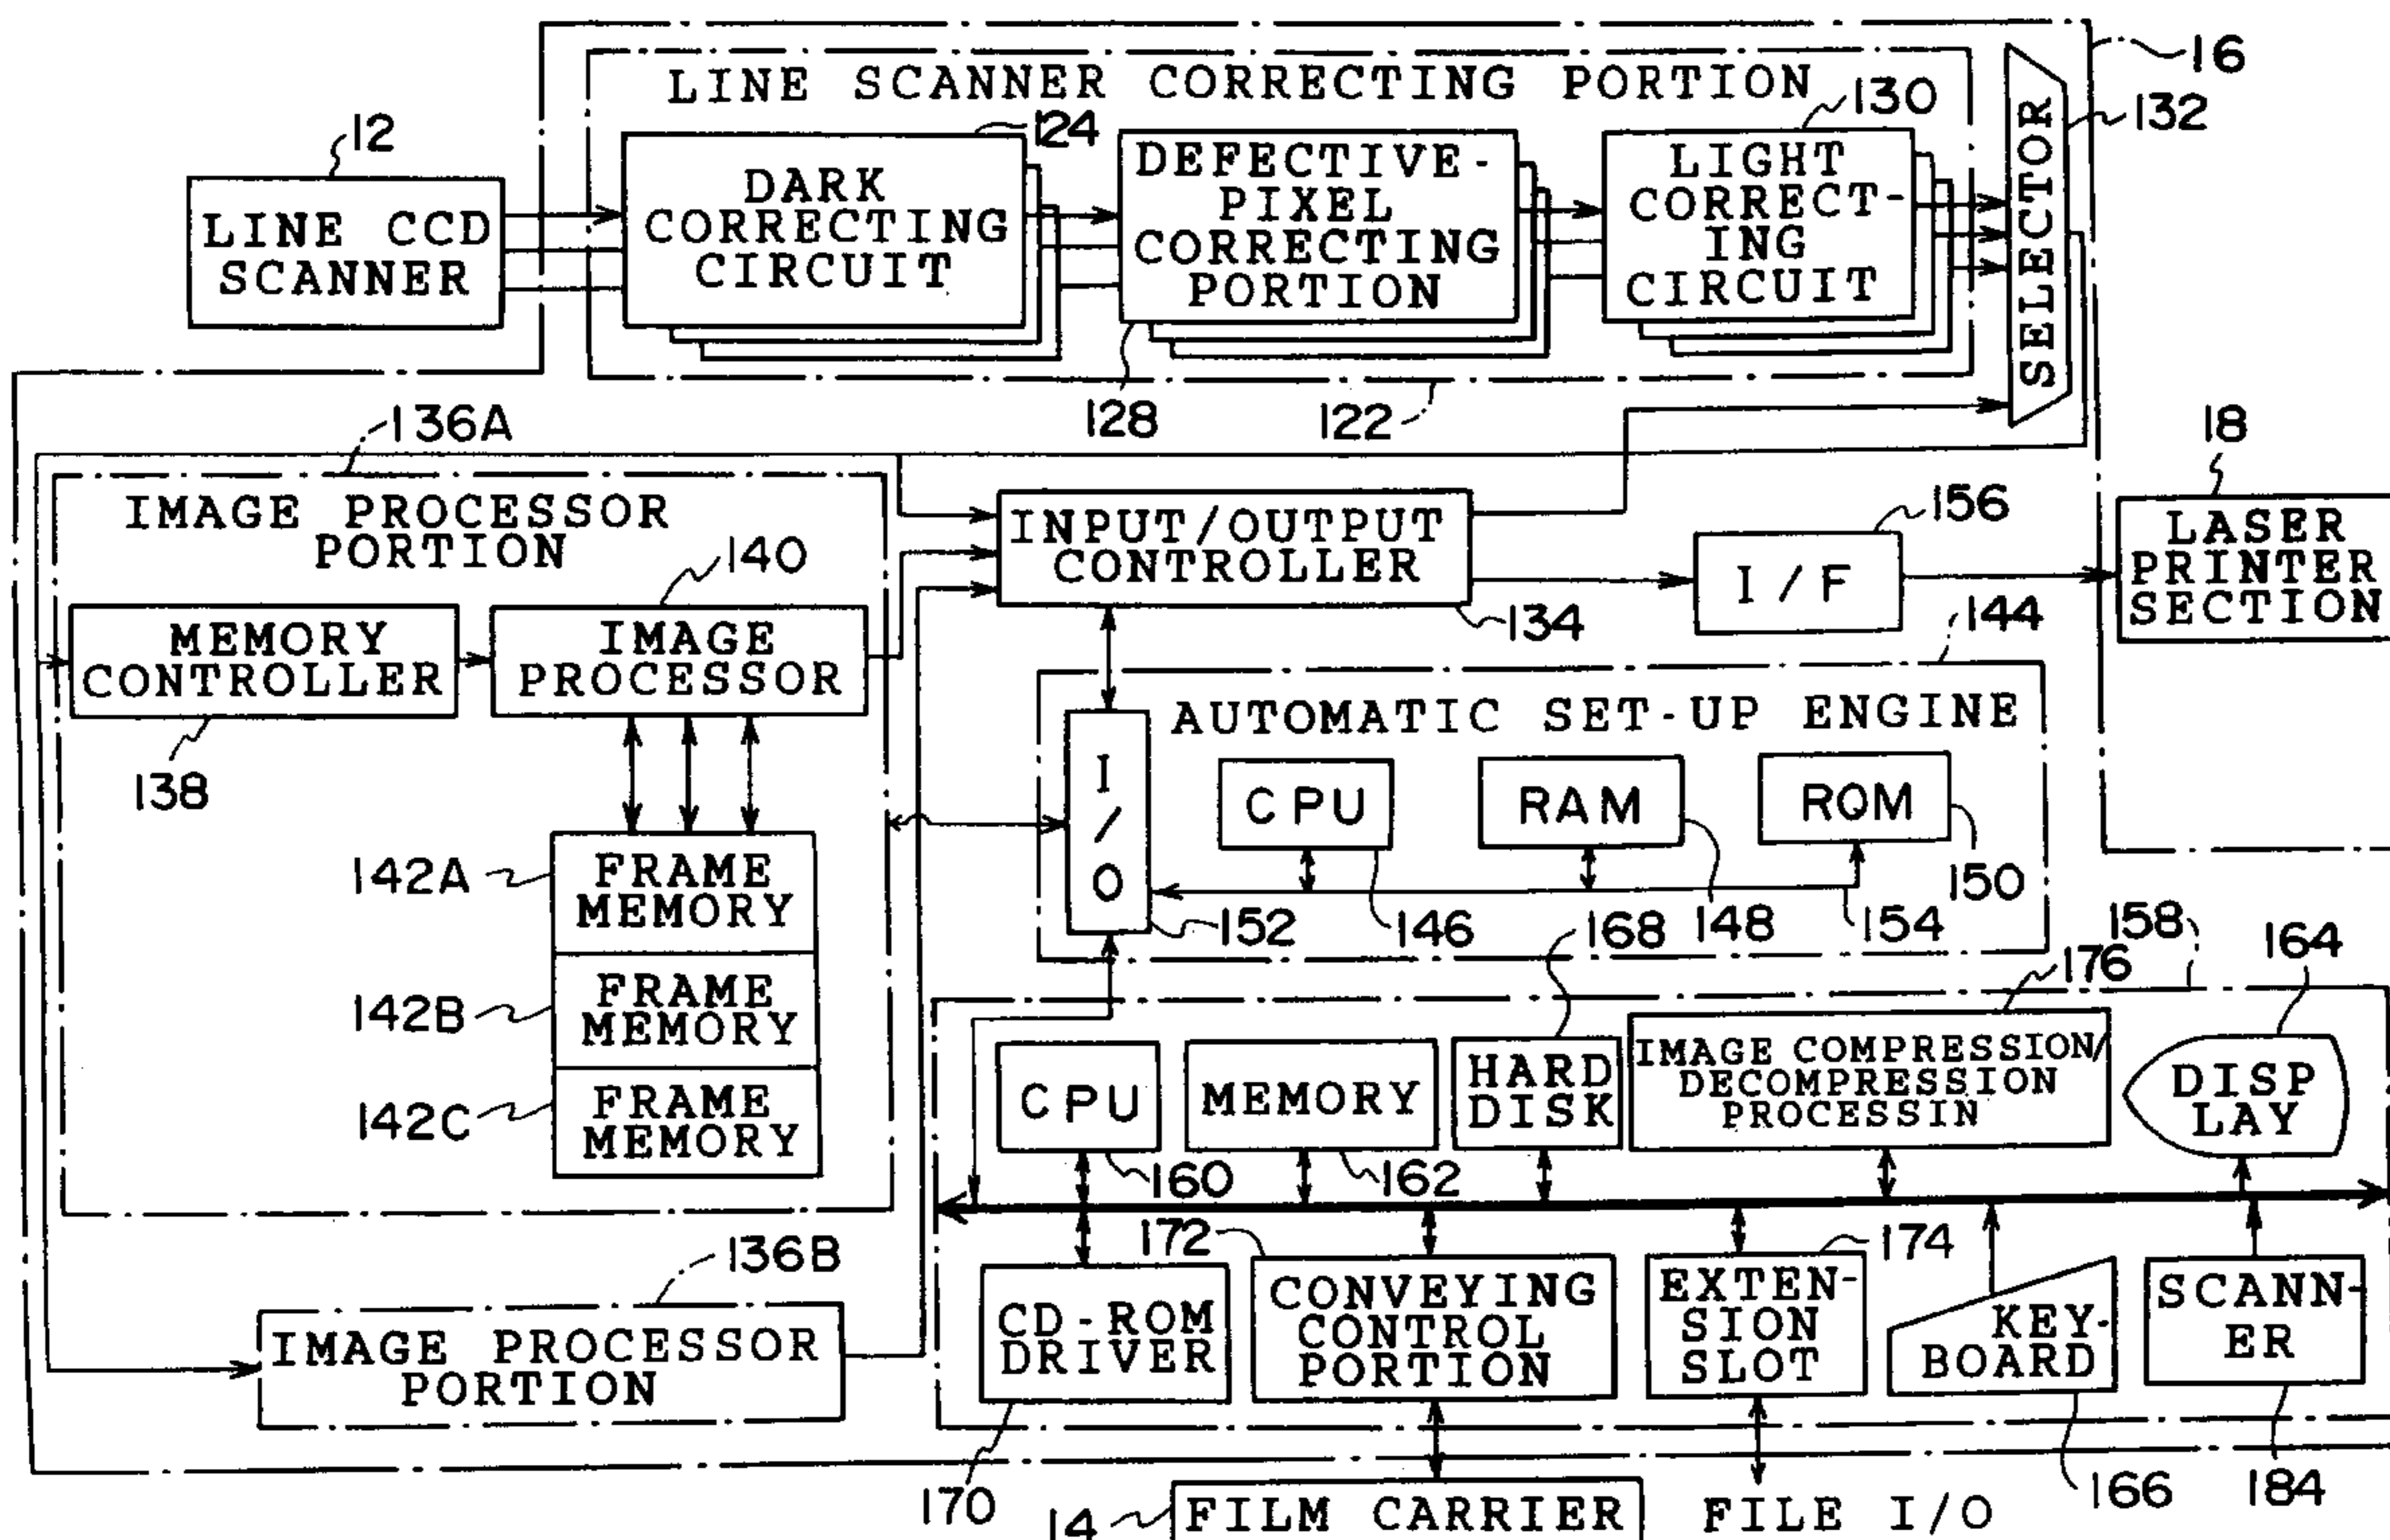 16
LINE SCANNER CORRECTING PORTION
130
132
12
124
LINE CCD
SCANNER
DARK
CORRECTING
CIRCUIT
DEFECTIVE-
PIXEL
CORRECTING
PORTION
LIGHT
CORRECT-
ING
CIRCUIT
SELECTOR
128
122
136A
18
IMAGE PROCESSOR
PORTION
140
INPUT/OUTPUT
CONTROLLER
156
I/F
LASER
PRINTER
SECTION
134
144
MEMORY
CONTROLLER
IMAGE
PROCESSOR
138
AUTOMATIC SET-UP ENGINE
I/O
CPU
RAM
ROM
142A
FRAME
MEMORY
152
146
168
148
154
150
158
142B
FRAME
MEMORY
176
164
142C
FRAME
MEMORY
CPU
MEMORY
HARD
DISK
IMAGE COMPRESSION/
DECOMPRESSION
PROCESSIN
DISP
LAY
160
162
136B
172
174
IMAGE PROCESSOR
PORTION
CD-ROM
DRIVER
CONVEYING
CONTROL
PORTION
EXTEN-
SION
SLOT
KEY-
BOARD
SCANN-
ER
170
14
FILM CARRIER
FILE I/O
166
184